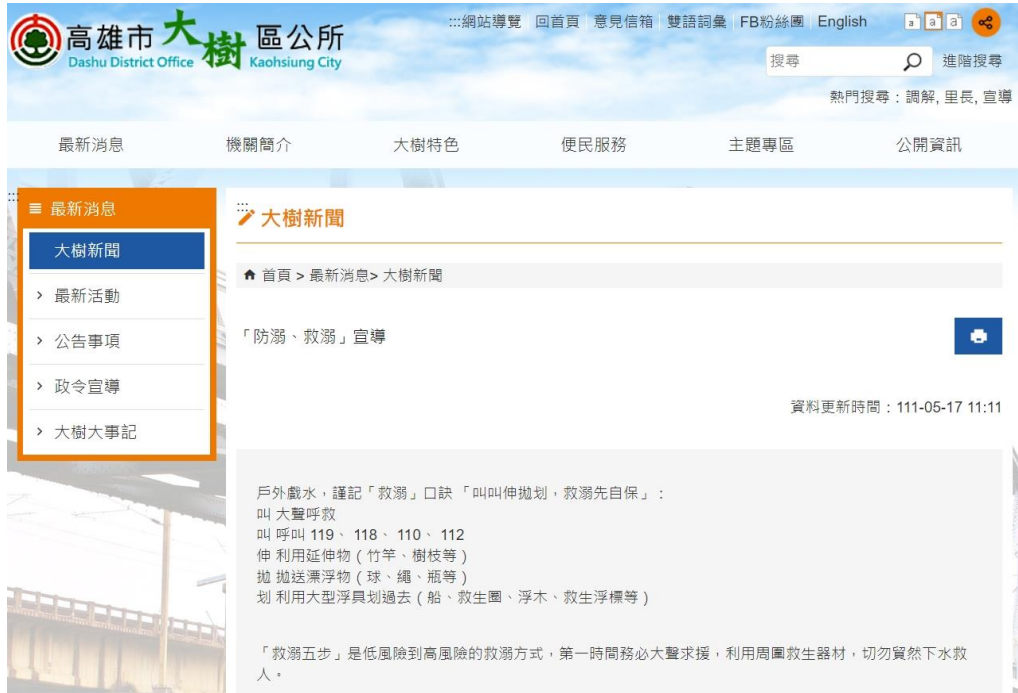 :::網站導覽 回首頁 意見信箱 雙語詞彙 FB粉絲團 English a a a
高雄市大樹區公所
Dashu District Office Kaohsiung City
搜尋 進階搜尋
熱門搜尋：調解, 里長, 宣導
最新消息 機關簡介 大樹特色 便民服務 主題專區 公開資訊
:::
最新消息
大樹新聞
最新活動
公告事項
政令宣導
大樹大事記
:::
大樹新聞
首頁 > 最新消息> 大樹新聞
「防溺、救溺」宣導
資料更新時間：111-05-17 11:11
戶外戲水，謹記「救溺」口訣 「叫叫伸拋划，救溺先自保」：
叫 大聲呼救
叫 呼叫 119、 118、 110、 112
伸 利用延伸物（竹竿、樹枝等）
拋 拋送漂浮物（球、繩、瓶等）
划 利用大型浮具划過去（船、救生圈、浮木、救生浮標等）
「救溺五步」是低風險到高風險的救溺方式，第一時間務必大聲求援，利用周圍救生器材，切勿貿然下水救
人。